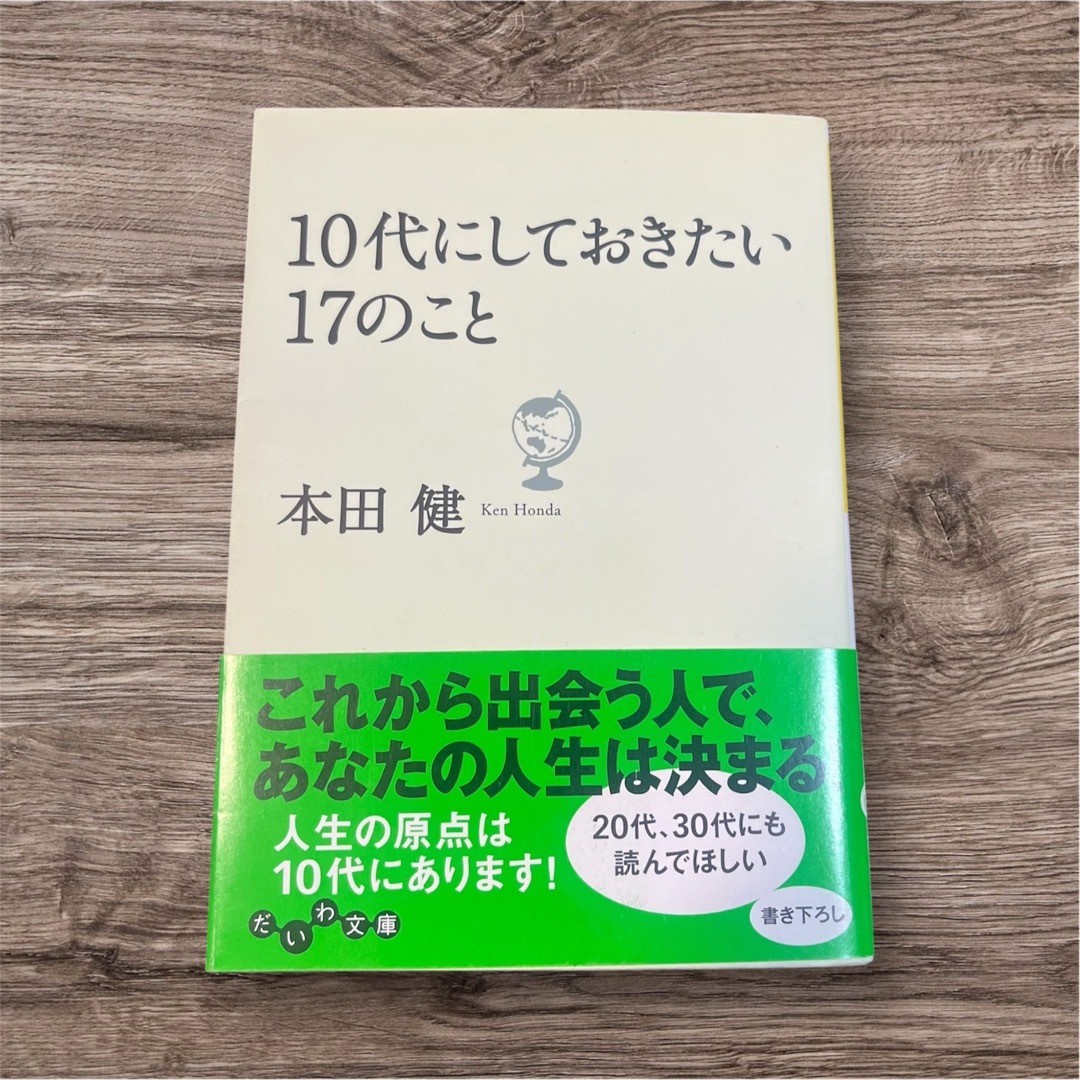 10代にしておきたい
17のこと
本田 健 Ken Honda
これから出会う人で、
あなたの人生は決まる
人生の原点は
10代にあります!
20代、30代にも
読んでほしい
書き下ろし
だいわ文庫